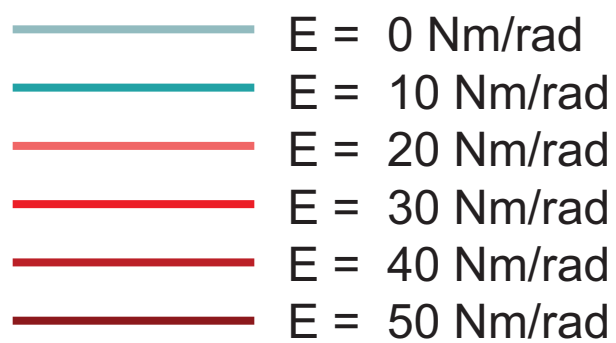 E = 0 Nm/rad
E = 10 Nm/rad
E = 20 Nm/rad
E = 30 Nm/rad
E = 40 Nm/rad
E = 50 Nm/rad